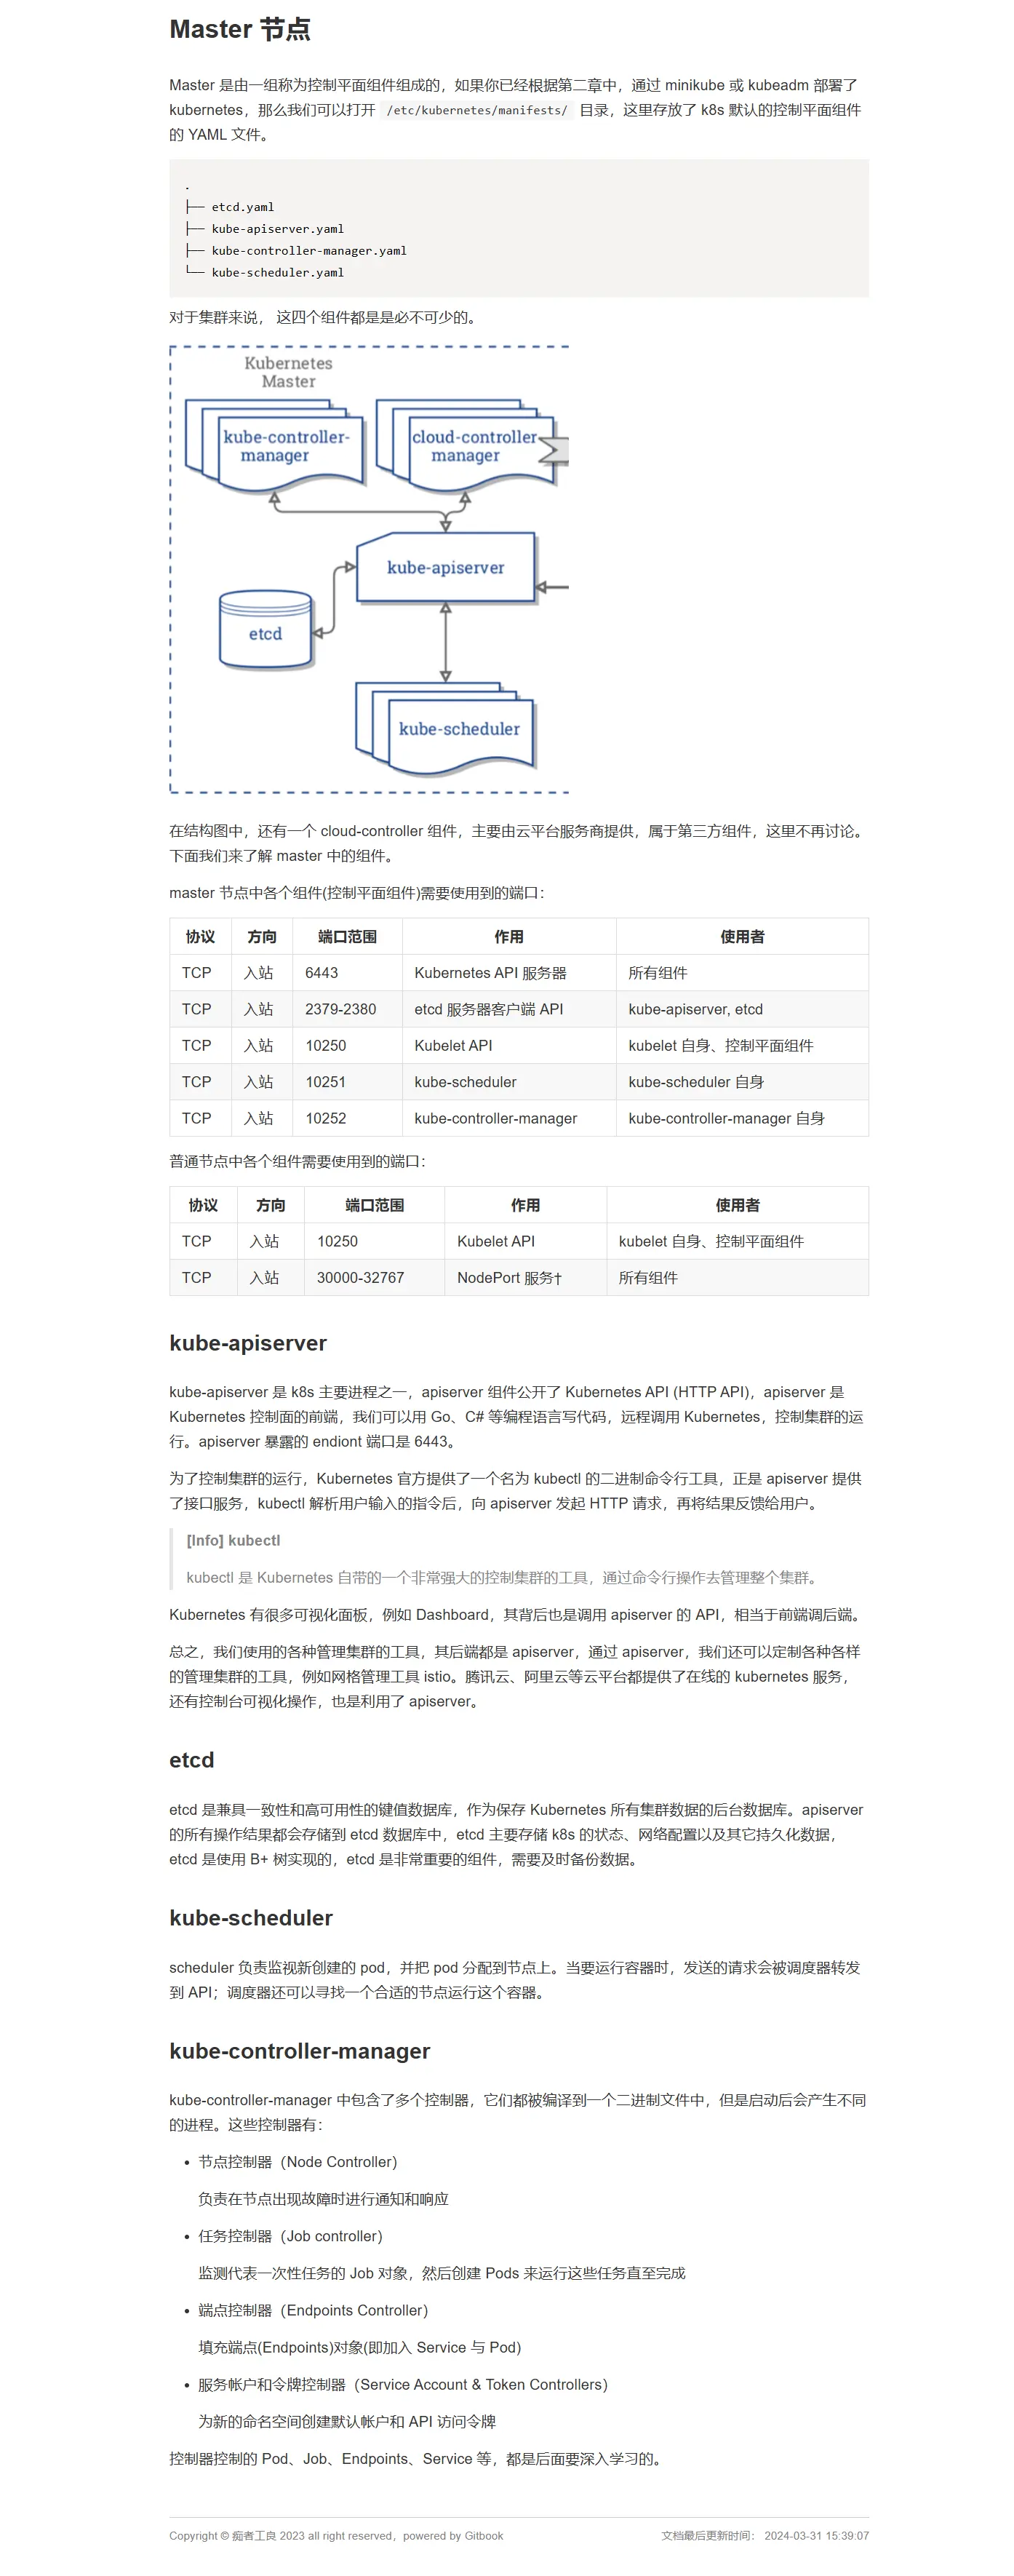 Master 节点
Master 是由一组称为控制平面组件组成的，如果你已经根据第二章中，通过 minikube 或 kubeadm 部署了
kubernetes，那么我们可以打开 /etc/kubernetes/manifests/ 目录，这里存放了 k8s 默认的控制平面组件
的 YAML 文件。
.
├── etcd.yaml
├── kube-apiserver.yaml
├── kube-controller-manager.yaml
└── kube-scheduler.yaml
对于集群来说， 这四个组件都是是必不可少的。
Kubernetes
Master
kube-controller-
manager
cloud-controller
manager
kube-apiserver
etcd
kube-scheduler
在结构图中，还有一个 cloud-controller 组件，主要由云平台服务商提供，属于第三方组件，这里不再讨论。
下面我们来了解 master 中的组件。
master 节点中各个组件(控制平面组件)需要使用到的端口：
协议 方向 端口范围 作用 使用者
TCP 入站 6443 Kubernetes API 服务器 所有组件
TCP 入站 2379-2380 etcd 服务器客户端 API kube-apiserver, etcd
TCP 入站 10250 Kubelet API kubelet 自身、控制平面组件
TCP 入站 10251 kube-scheduler kube-scheduler 自身
TCP 入站 10252 kube-controller-manager kube-controller-manager 自身
普通节点中各个组件需要使用到的端口：
协议 方向 端口范围 作用 使用者
TCP 入站 10250 Kubelet API kubelet 自身、控制平面组件
TCP 入站 30000-32767 NodePort 服务† 所有组件
kube-apiserver
kube-apiserver 是 k8s 主要进程之一，apiserver 组件公开了 Kubernetes API (HTTP API)，apiserver 是
Kubernetes 控制面的前端，我们可以用 Go、C# 等编程语言写代码，远程调用 Kubernetes，控制集群的运
行。apiserver 暴露的 endiont 端口是 6443。
为了控制集群的运行，Kubernetes 官方提供了一个名为 kubectl 的二进制命令行工具，正是 apiserver 提供
了接口服务，kubectl 解析用户输入的指令后，向 apiserver 发起 HTTP 请求，再将结果反馈给用户。
[Info] kubectl
kubectl 是 Kubernetes 自带的一个非常强大的控制集群的工具，通过命令行操作去管理整个集群。
Kubernetes 有很多可视化面板，例如 Dashboard，其背后也是调用 apiserver 的 API，相当于前端调后端。
总之，我们使用的各种管理集群的工具，其后端都是 apiserver，通过 apiserver，我们还可以定制各种各样
的管理集群的工具，例如网格管理工具 istio。腾讯云、阿里云等云平台都提供了在线的 kubernetes 服务，
还有控制台可视化操作，也是利用了 apiserver。
etcd
etcd 是兼具一致性和高可用性的键值数据库，作为保存 Kubernetes 所有集群数据的后台数据库。apiserver
的所有操作结果都会存储到 etcd 数据库中，etcd 主要存储 k8s 的状态、网络配置以及其它持久化数据，
etcd 是使用 B+ 树实现的，etcd 是非常重要的组件，需要及时备份数据。
kube-scheduler
scheduler 负责监视新创建的 pod，并把 pod 分配到节点上。当要运行容器时，发送的请求会被调度器转发
到 API；调度器还可以寻找一个合适的节点运行这个容器。
kube-controller-manager
kube-controller-manager 中包含了多个控制器，它们都被编译到一个二进制文件中，但是启动后会产生不同
的进程。这些控制器有：
• 节点控制器（Node Controller）
负责在节点出现故障时进行通知和响应
• 任务控制器（Job controller）
监测代表一次性任务的 Job 对象，然后创建 Pods 来运行这些任务直至完成
• 端点控制器（Endpoints Controller）
填充端点(Endpoints)对象(即加入 Service 与 Pod)
• 服务帐户和令牌控制器（Service Account & Token Controllers）
为新的命名空间创建默认帐户和 API 访问令牌
控制器控制的 Pod、Job、Endpoints、Service 等，都是后面要深入学习的。
Copyright © 痴者工良 2023 all right reserved，powered by Gitbook 文档最后更新时间： 2024-03-31 15:39:07